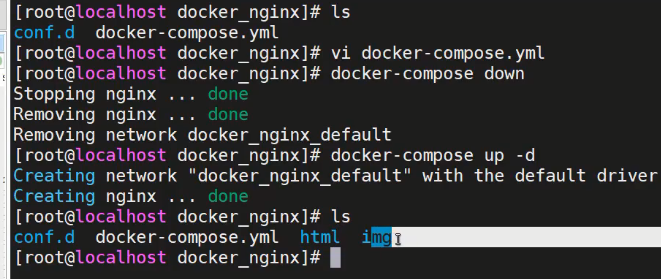 [root@localhost docker_nginx]# ls
conf.d  docker-compose.yml
[root@localhost docker_nginx]# vi docker-compose.yml
[root@localhost docker_nginx]# docker-compose down
Stopping nginx ... done
Removing nginx ... done
Removing network docker_nginx_default
[root@localhost docker_nginx]# docker-compose up -d
Creating network "docker_nginx_default" with the default driver
Creating nginx ... done
[root@localhost docker_nginx]# ls
conf.d  docker-compose.yml  html  img
[root@localhost docker_nginx]#